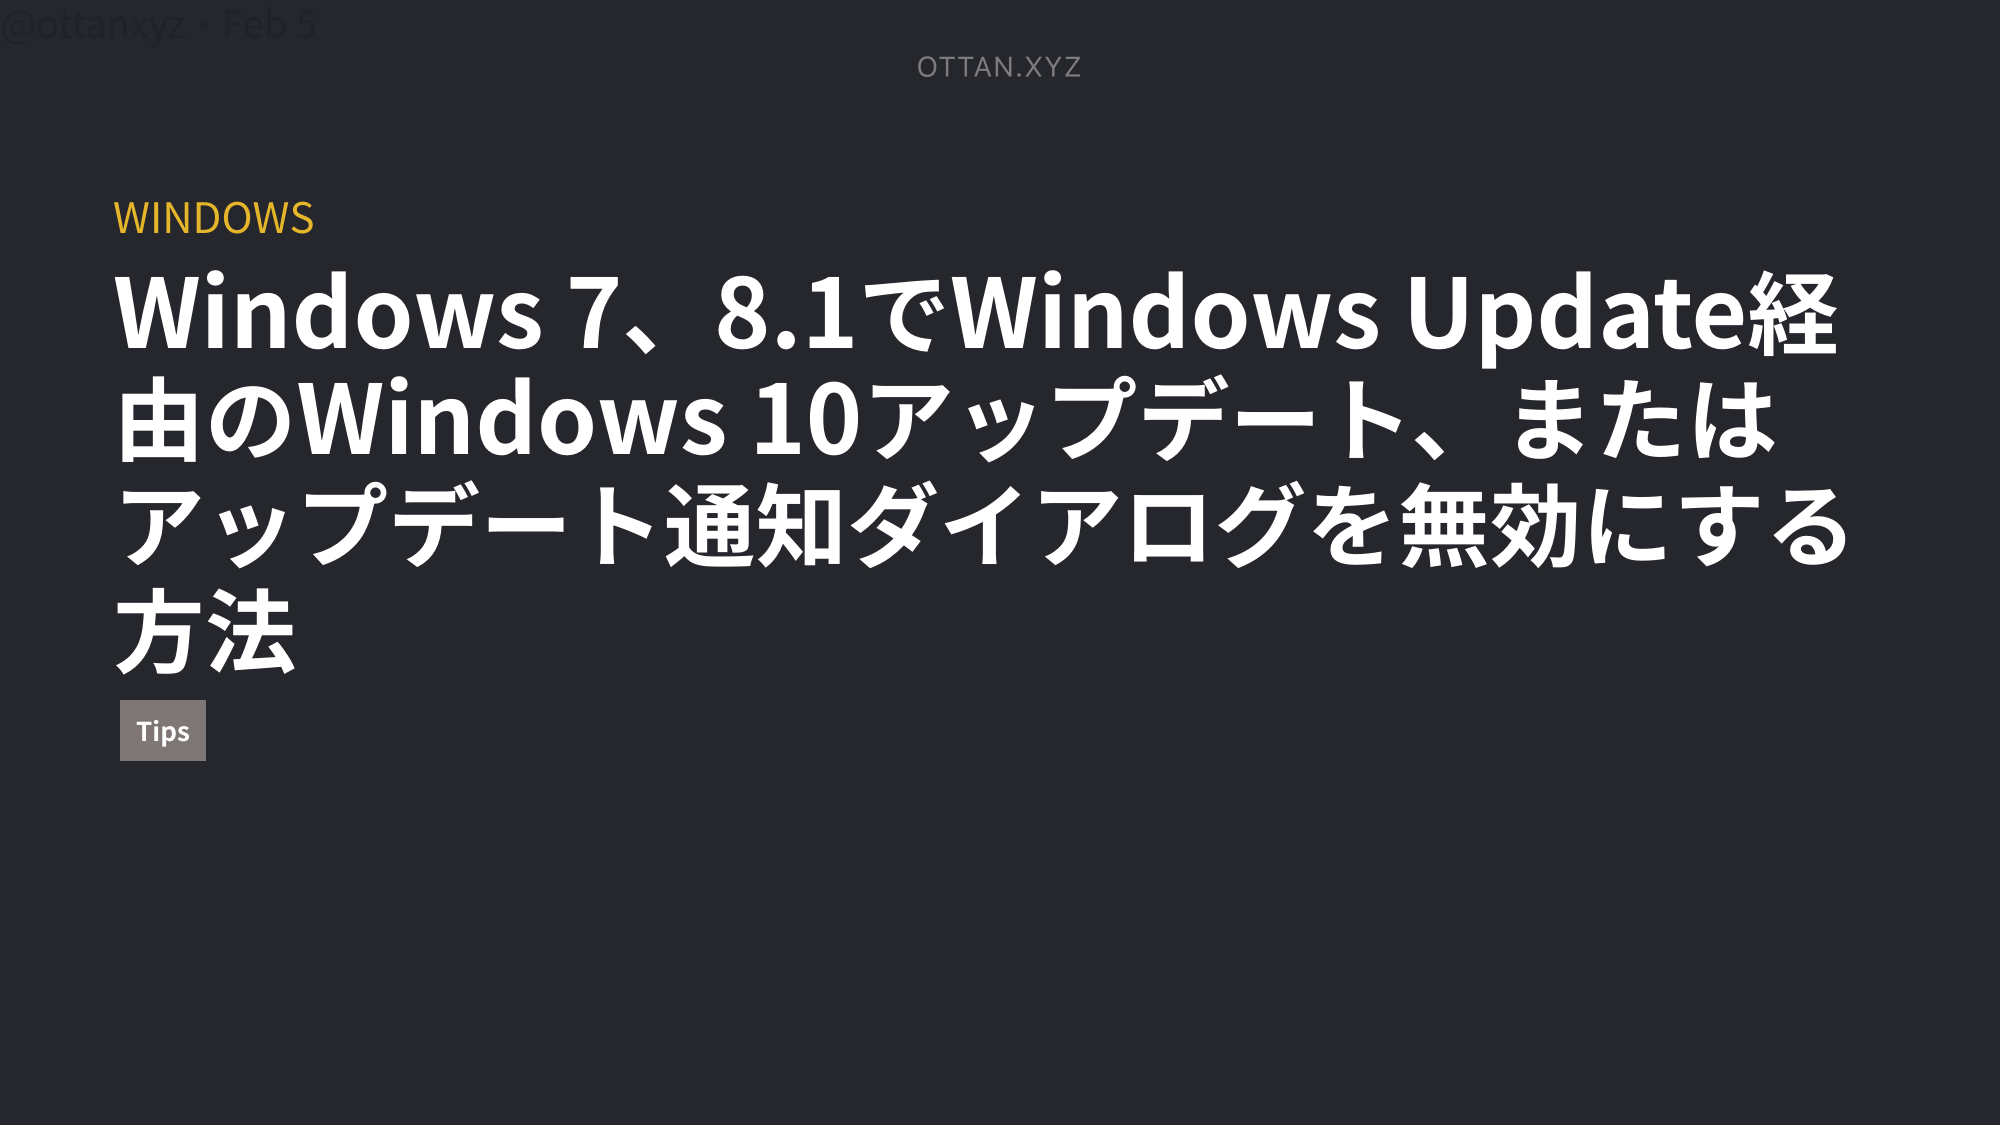 @ottanxyz・Feb 5
OTTAN.XYZ
WINDOWS
Windows 7、8.1でWindows Update経
由のWindows 10アップデート、または
アップデート通知ダイアログを無効にする
方法
Tips